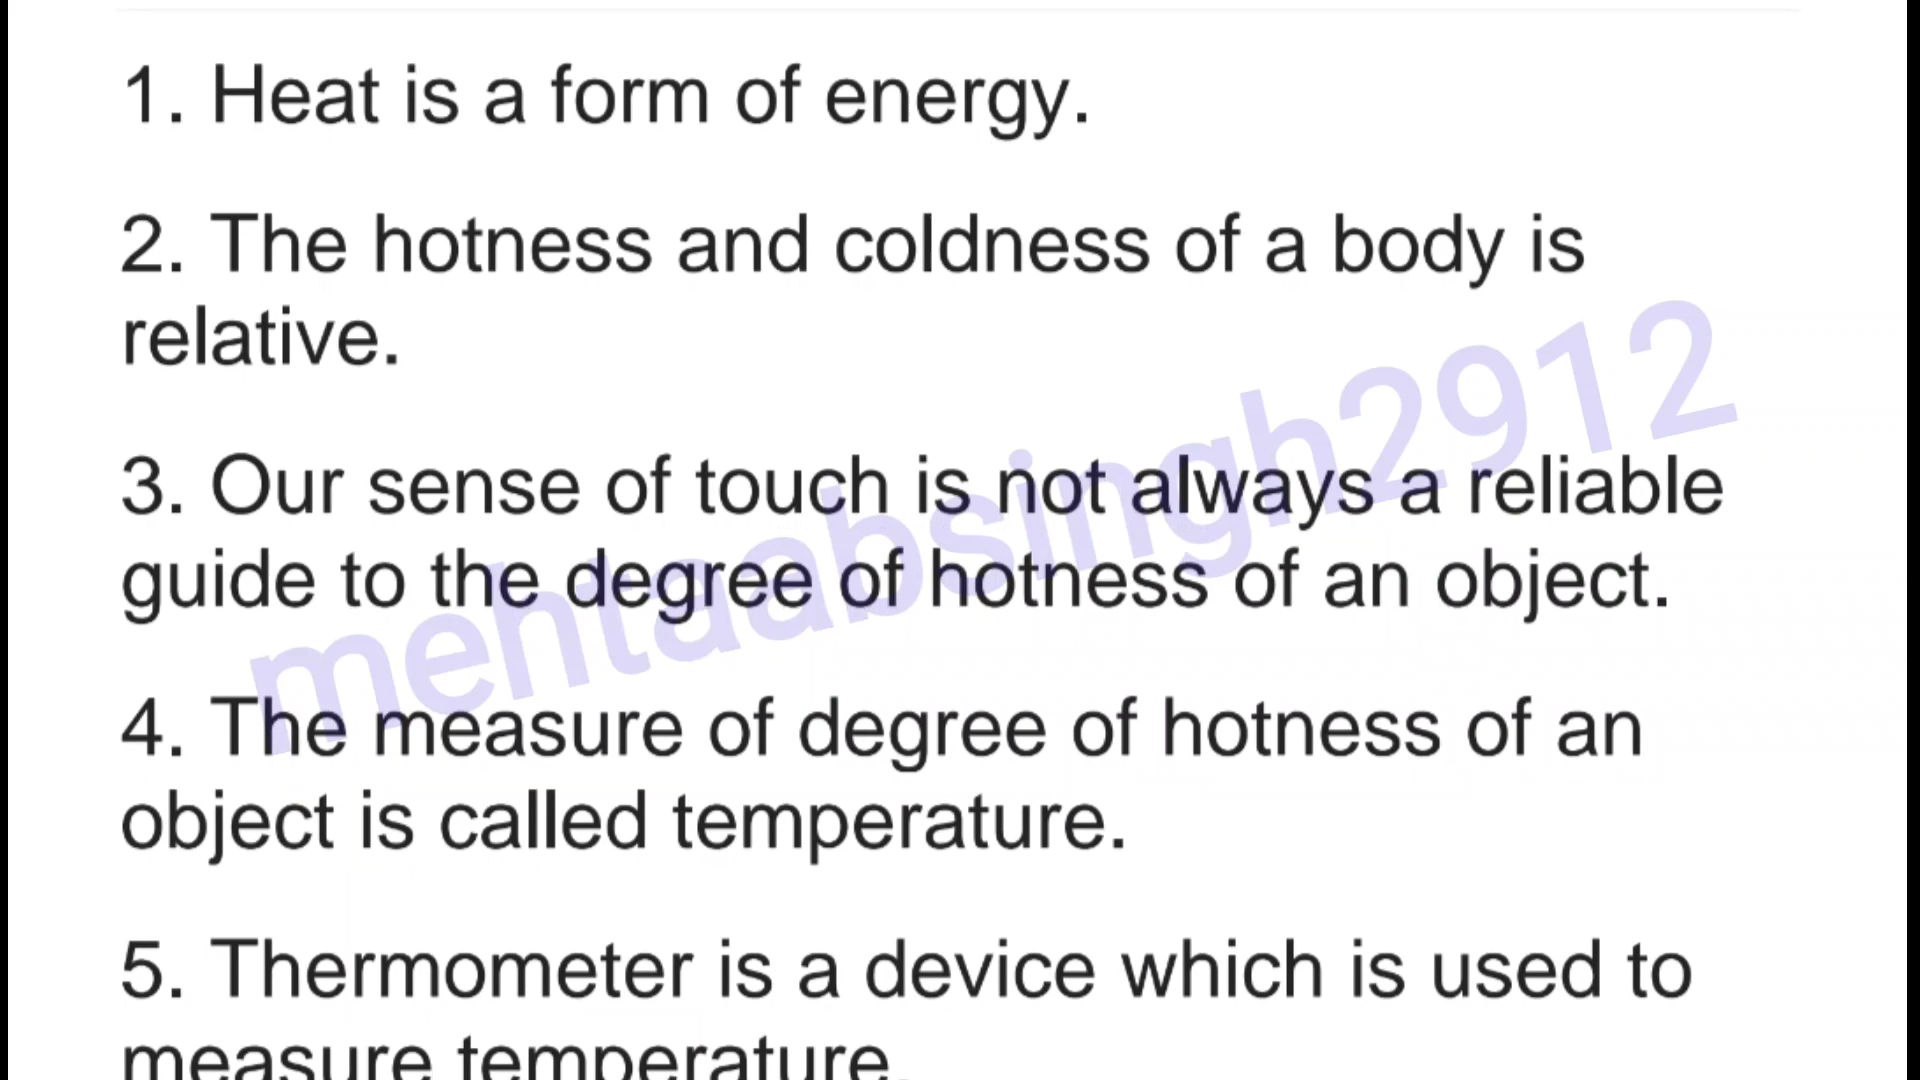 1. Heat is a form of energy.
2. The hotness and coldness of a body is
relative.
3. Our sense of touch is not always a reliable
guide to the degree of hotness of an object.
mehtaabsingh2912
4. The measure of degree of hotness of an
object is called temperature.
5. Thermometer is a device which is used to
measure temperature.